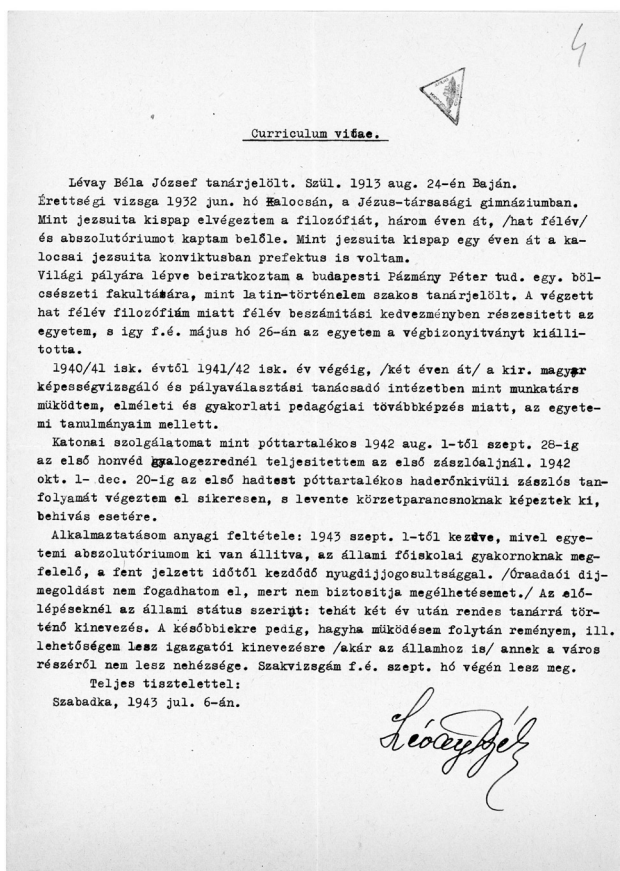 4
Curriculum vitae.
Lévay Béla József tanárjelölt. Szül. 1913 aug. 24-én Baján.
Érettségi vizsga 1932 jun. hó Kalocsán, a Jézus-társasági gimnáziumban.
Mint jezsuita kispap elvégeztem a filozófiát, három éven át, /hat félév/
és abszolutóriumot kaptam belőle. Mint jezsuita kispap egy éven át a ka-
locsai jezsuita konviktusban prefektus is voltam.
Világi pályára lépve beiratkoztam a budapesti Pázmány Péter tud. egy. böl-
csészeti fakultására, mint latin-történelem szakos tanárjelölt. A végzett
hat félév filozófiám miatt félév beszámitási kedvezményben részesitett az
egyetem, s igy f.é. május hó 26-án az egyetem a végbizonyitványt kiálli-
totta.
1940/41 isk. évtől 1941/42 isk. év végéig, /két éven át/ a kir. magyar
képességvizsgáló és pályaválasztási tanácsadó intézetben mint munkatárs
müködtem, elméleti és gyakorlati pedagógiai továbbképzés miatt, az egyete-
mi tanulmányaim mellett.
Katonai szolgálatomat mint póttartalékos 1942 aug. 1-től szept. 28-ig
az első honvéd gyalogezrednél teljesitettem az első zászlóaljnál. 1942
okt. 1- dec. 20-ig az első hadtest póttartalékos haderőnkivüli zászlós tan-
folyamát végeztem el sikeresen, s levente körzetparancsnoknak képeztek ki,
behivás esetére.
Alkalmaztatásom anyagi feltétele: 1943 szept. 1-től kezdve, mivel egye-
temi abszolutóriumom ki van állitva, az állami főiskolai gyakornoknak meg-
felelő, a fent jelzett időtől kezdődő nyugdijjogosultsággal. /Óraadaói dij-
megoldást nem fogadhatom el, mert nem biztositja megélhetésemet./ Az elő-
lépéseknél az állami státus szerint: tehát két év után rendes tanárrá tör-
ténő kinevezés. A későbbiekre pedig, hagyha müködésem folytán reményem, ill.
lehetőségem lesz igazgatói kinevezésre /akár az államhoz is/ annek a város
részéről nem lesz nehézsége. Szakvizsgám f.é. szept. hó végén lesz meg.
Teljes tisztelettel:
Szabadka, 1943 jul. 6-án.
Lévay Béla